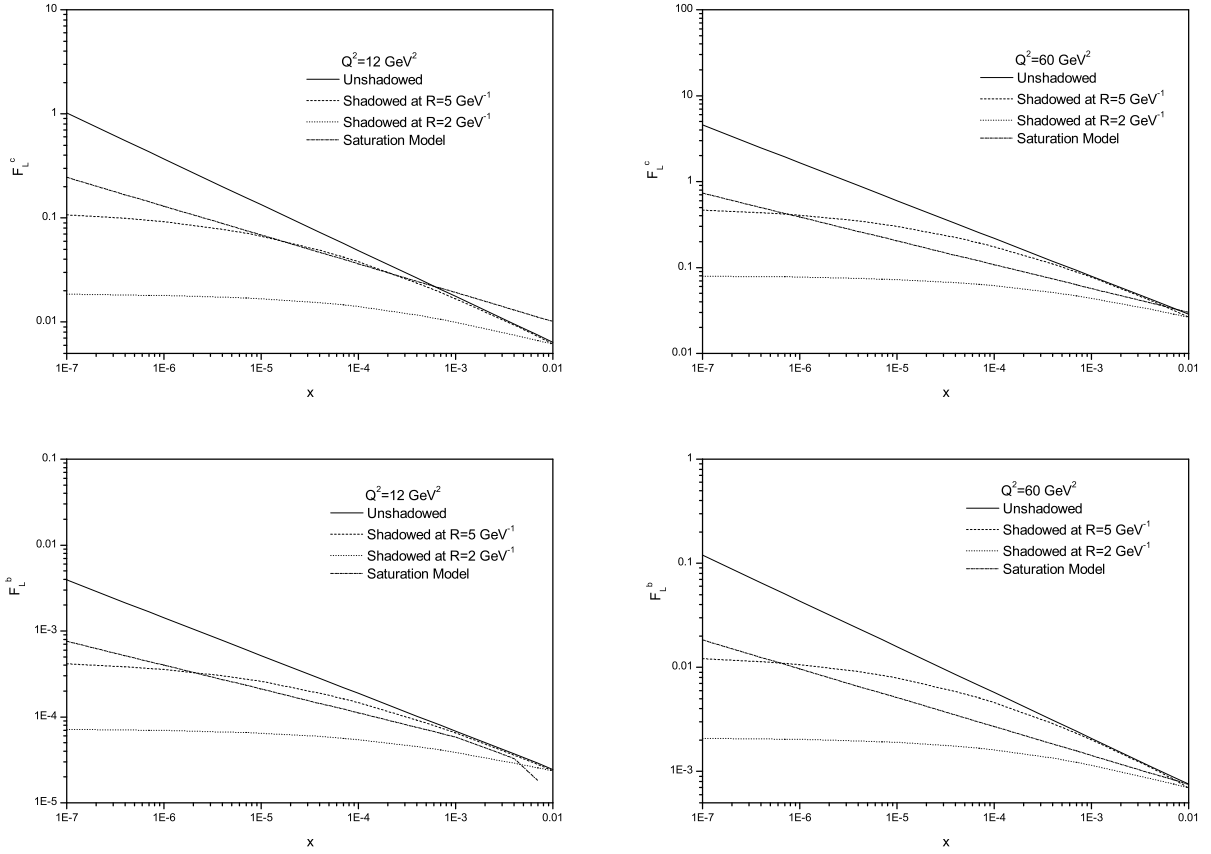 10
1
0.1
0.01
F_L^c
Q²=12 GeV²
Unshadowed
Shadowed at R=5 GeV⁻¹
Shadowed at R=2 GeV⁻¹
Saturation Model
1E-7 1E-6 1E-5 1E-4 1E-3 0.01
x
100
10
1
0.1
0.01
F_L^c
Q²=60 GeV²
Unshadowed
Shadowed at R=5 GeV⁻¹
Shadowed at R=2 GeV⁻¹
Saturation Model
1E-7 1E-6 1E-5 1E-4 1E-3 0.01
x
0.1
0.01
1E-3
1E-4
1E-5
F_L^b
Q²=12 GeV²
Unshadowed
Shadowed at R=5 GeV⁻¹
Shadowed at R=2 GeV⁻¹
Saturation Model
1E-7 1E-6 1E-5 1E-4 1E-3 0.01
x
1
0.1
0.01
1E-3
F_L^b
Q²=60 GeV²
Unshadowed
Shadowed at R=5 GeV⁻¹
Shadowed at R=2 GeV⁻¹
Saturation Model
1E-7 1E-6 1E-5 1E-4 1E-3 0.01
x